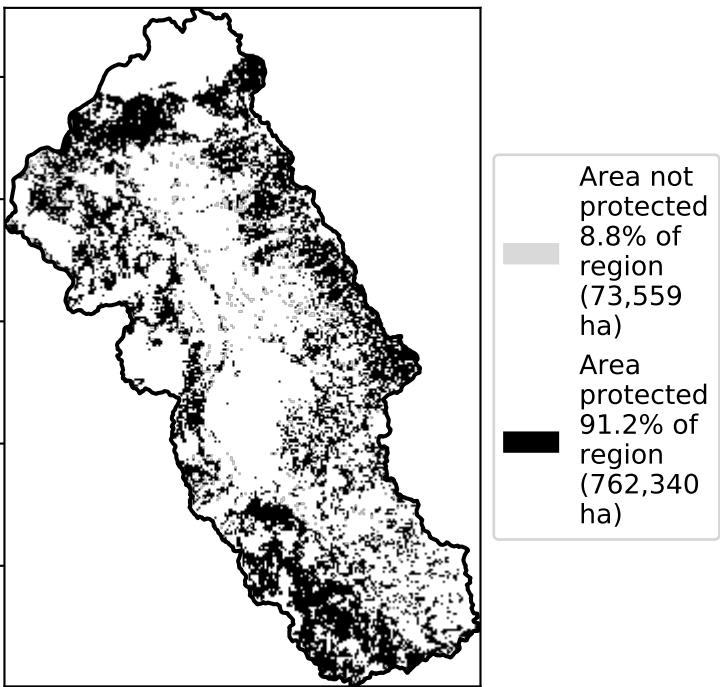 Area not
protected
8.8% of
region
(73,559
ha)
Area
protected
91.2% of
region
(762,340
ha)